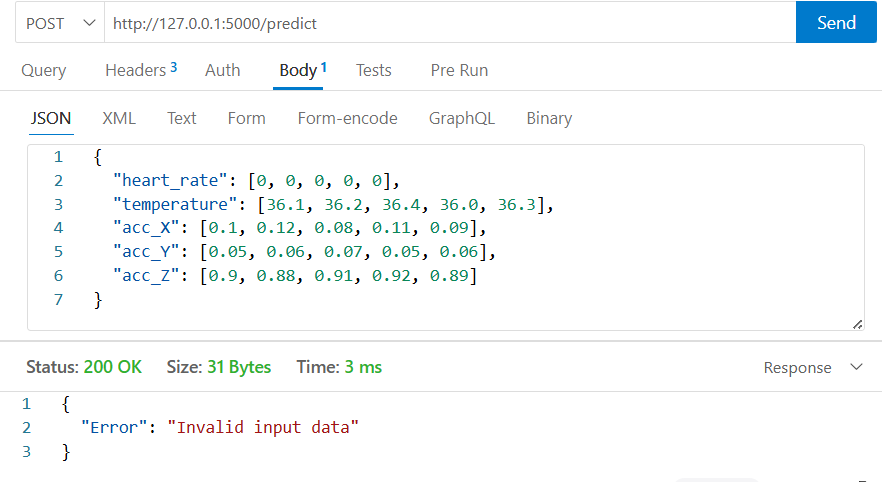 POST http://127.0.0.1:5000/predict Send
Query Headers 3 Auth Body 1 Tests Pre Run
JSON XML Text Form Form-encode GraphQL Binary
1 {
2 "heart_rate": [0, 0, 0, 0, 0],
3 "temperature": [36.1, 36.2, 36.4, 36.0, 36.3],
4 "acc_X": [0.1, 0.12, 0.08, 0.11, 0.09],
5 "acc_Y": [0.05, 0.06, 0.07, 0.05, 0.06],
6 "acc_Z": [0.9, 0.88, 0.91, 0.92, 0.89]
7 }
Status: 200 OK Size: 31 Bytes Time: 3 ms Response
1 {
2 "Error": "Invalid input data"
3 }